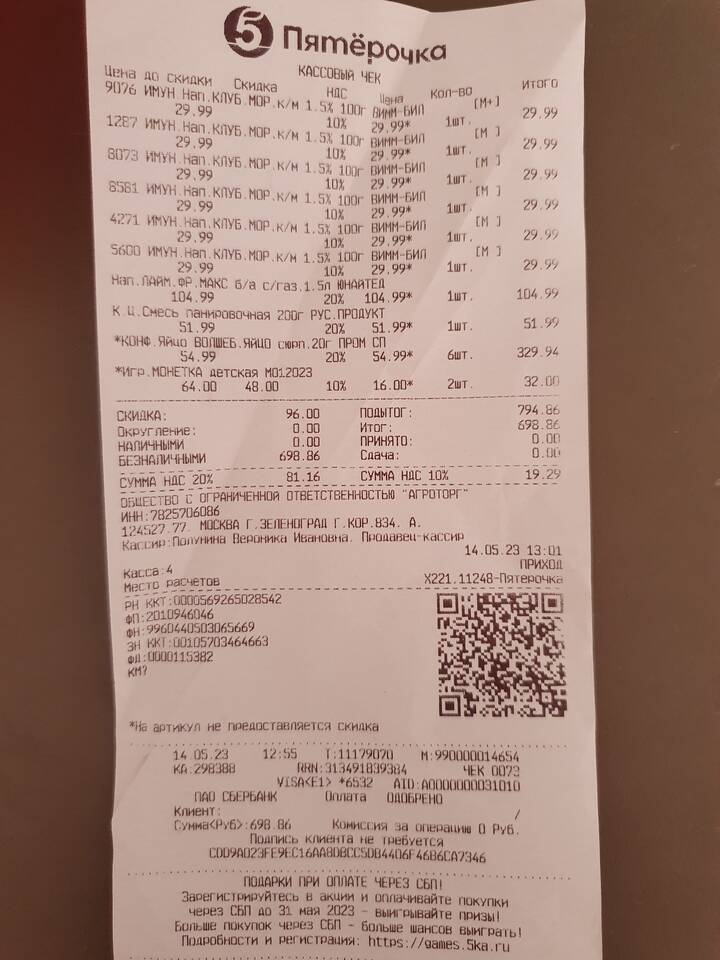 5 Пятёрочка
КАССОВЫЙ ЧЕК
Цена до скидки Скидка НДС Цена Кол-во ИТОГО
9076 ИМУН.Нап.КЛУБ.МОР.к/м 1.5% 100г ВИММ-БИЛ [М+]
29.99 10% 29.99* 1шт. 29.99
1287 ИМУН.Нап.КЛУБ.МОР.к/м 1.5% 100г ВИММ-БИЛ [М ]
29.99 10% 29.99* 1шт. 29.99
8073 ИМУН.Нап.КЛУБ.МОР.к/м 1.5% 100г ВИММ-БИЛ [М ]
29.99 10% 29.99* 1шт. 29.99
8581 ИМУН.Нап.КЛУБ.МОР.к/м 1.5% 100г ВИММ-БИЛ [М ]
29.99 10% 29.99* 1шт. 29.99
4271 ИМУН.Нап.КЛУБ.МОР.к/м 1.5% 100г ВИММ-БИЛ [М ]
29.99 10% 29.99* 1шт. 29.99
5600 ИМУН.Нап.КЛУБ.МОР.к/м 1.5% 100г ВИММ-БИЛ [М ]
29.99 10% 29.99* 1шт. 29.99
Нап.ЛАЙМ.ФР.МАКС б/а с/газ.1.5л ЮНАЙТЕД
104.99 20% 104.99* 1шт. 104.99
К.Ц.Смесь панировочная 200г РУС.ПРОДУКТ
51.99 20% 51.99* 1шт. 51.99
*КОНФ.Яйцо ВОЛШЕБ.ЯЙЦО сюрп.20г ПРОМ СП
54.99 20% 54.99* 6шт. 329.94
*Игр.МОНЕТКА детская М012023
64.00 48.00 10% 16.00* 2шт. 32.00
СКИДКА: 96.00 ПОДЫТОГ: 794.86
Округление: 0.00 Итог: 698.86
НАЛИЧНЫМИ 0.00 ПРИНЯТО: 0.00
БЕЗНАЛИЧНЫМИ 698.86 Сдача: 0.00
СУММА НДС 20% 81.16 СУММА НДС 10% 19.29
ОБЩЕСТВО С ОГРАНИЧЕННОЙ ОТВЕТСТВЕННОСТЬЮ "АГРОТОРГ"
ИНН:7825706086
124527.77. МОСКВА Г.ЗЕЛЕНОГРАД Г.КОР.834. А.
Кассир:Полунина Вероника Ивановна. Продавец-кассир
14.05.23 13:01
Касса:4 ПРИХОД
Место расчетов X221.11248-Пятерочка
РН ККТ:0000569265028542
ФП:2010946046
ФН:9960440503065669
ЗН ККТ:00105703464663
ФД:0000115382
КМ?
*На артикул не предоставляется скидка
14.05.23 12:55 Т:11179070 М:990000014654
КА:298388 RRN:313491839384 ЧЕК 0073
VISA<E1> *6532 AID:A0000000031010
ПАО СБЕРБАНК Оплата ОДОБРЕНО
Клиент: /
Сумма<Руб>:698.86 Комиссия за операцию 0 Руб.
Подпись клиента не требуется
CDD9A023FE9EC16AA8D8CC5DB44D6F4686CA7346
ПОДАРКИ ПРИ ОПЛАТЕ ЧЕРЕЗ СБП!
Зарегистрируйтесь в акции и оплачивайте покупки
через СБП до 31 мая 2023 - выигрывайте призы!
Больше покупок через СБП - больше шансов выиграть!
Подробности и регистрация: https://games.5ka.ru